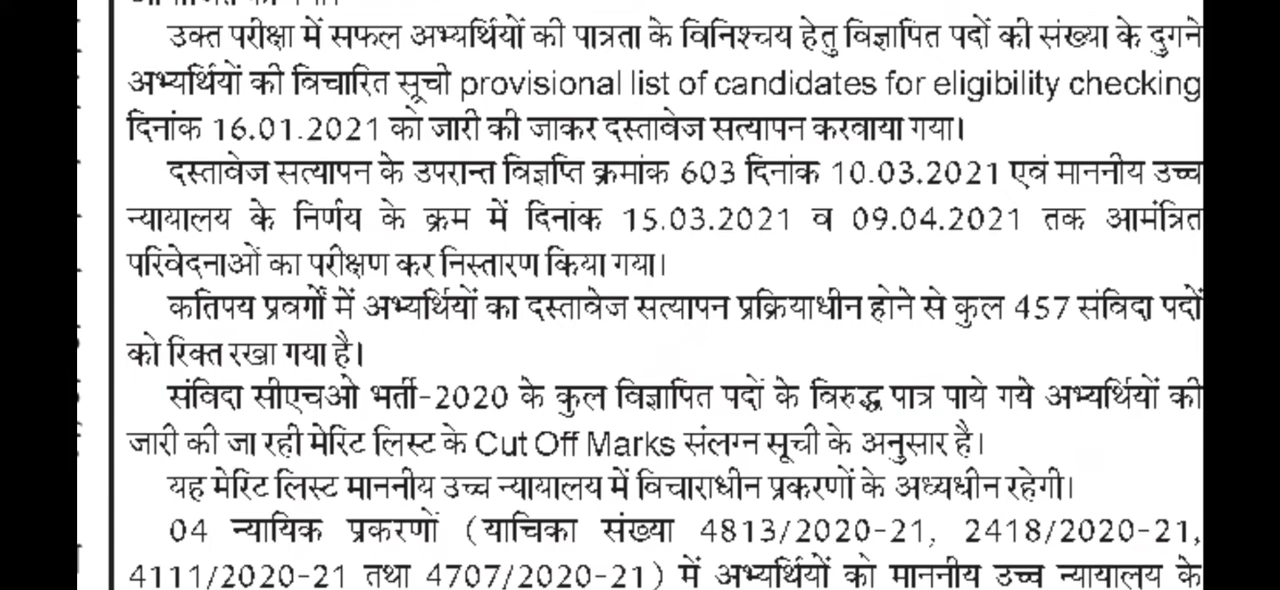 उक्त परीक्षा में सफल अभ्यर्थियों की पात्रता के विनिश्चय हेतु विज्ञापित पदों की संख्या के दुगने
अभ्यर्थियों की विचारित सूची provisional list of candidates for eligibility checking
दिनांक 16.01.2021 को जारी की जाकर दस्तावेज सत्यापन करवाया गया।
दस्तावेज सत्यापन के उपरान्त विज्ञप्ति क्रमांक 603 दिनांक 10.03.2021 एवं माननीय उच्च
न्यायालय के निर्णय के क्रम में दिनांक 15.03.2021 व 09.04.2021 तक आमंत्रित
परिवेदनाओं का परीक्षण कर निस्तारण किया गया।
कतिपय प्रवर्गों में अभ्यर्थियों का दस्तावेज सत्यापन प्रक्रियाधीन होने से कुल 457 संविदा पदों
को रिक्त रखा गया है।
संविदा सीएचओ भर्ती-2020 के कुल विज्ञापित पदों के विरुद्ध पात्र पाये गये अभ्यर्थियों की
जारी की जा रही मेरिट लिस्ट के Cut Off Marks संलग्न सूची के अनुसार है।
यह मेरिट लिस्ट माननीय उच्च न्यायालय में विचाराधीन प्रकरणों के अध्यधीन रहेगी।
04 न्यायिक प्रकरणों (याचिका संख्या 4813/2020-21, 2418/2020-21,
4111/2020-21 तथा 4707/2020-21) में अभ्यर्थियों को माननीय उच्च न्यायालय के